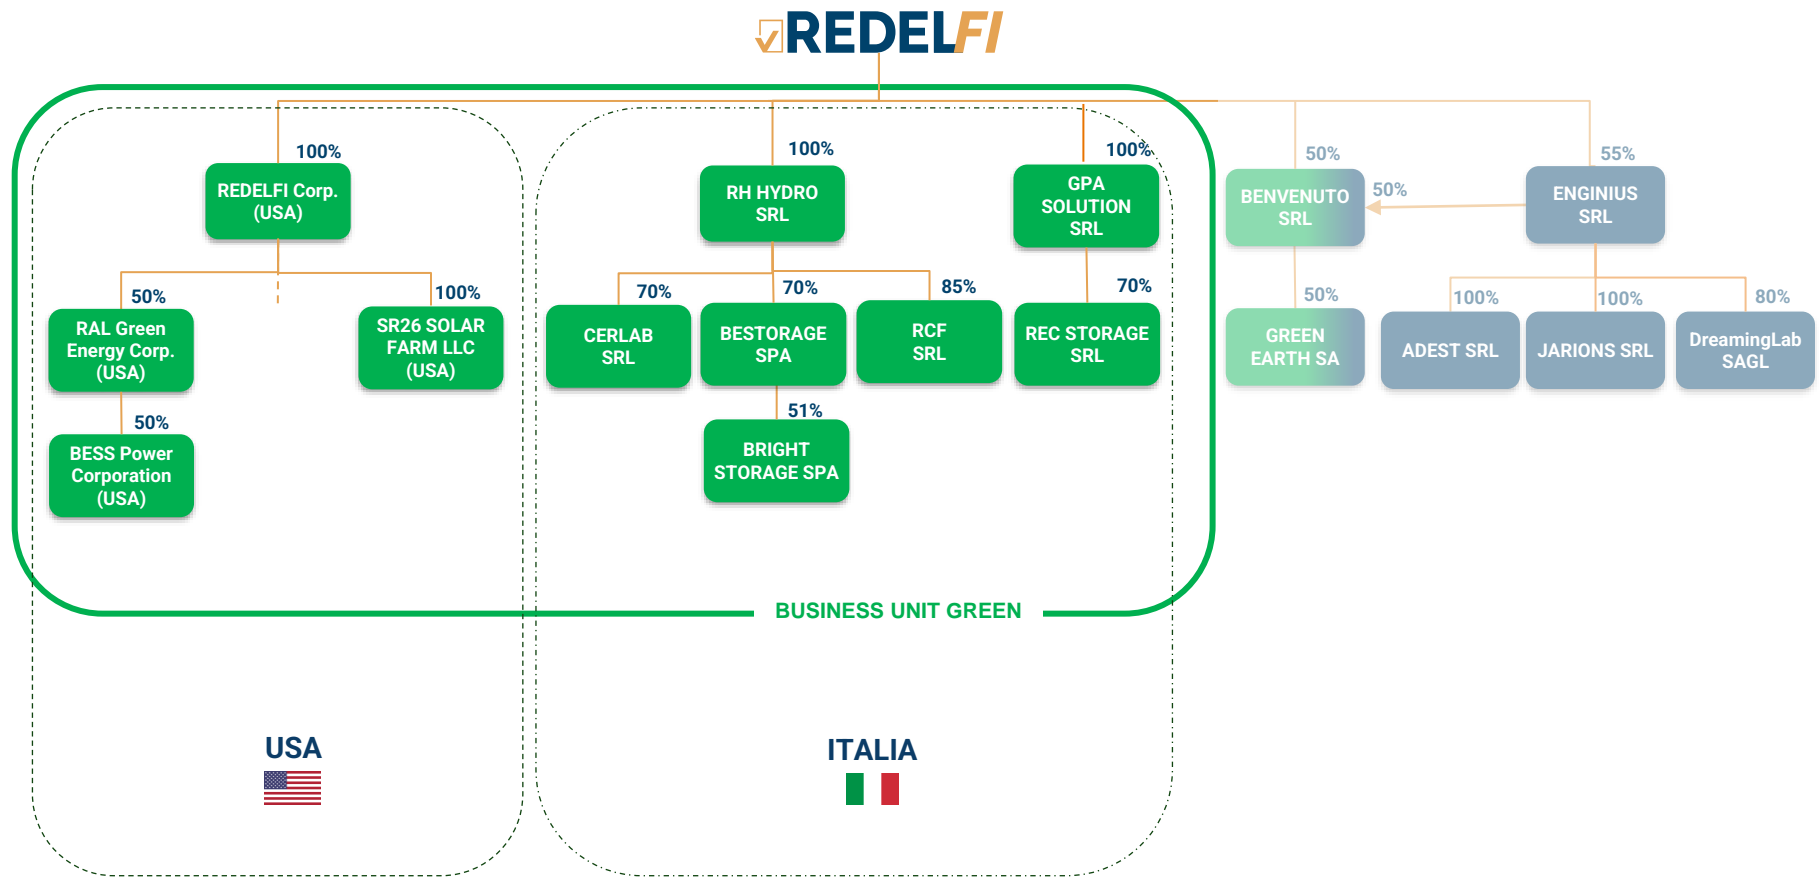 REDELFI
100%
REDELFI Corp.
(USA)
50%
RAL Green
Energy Corp.
(USA)
100%
SR26 SOLAR
FARM LLC
(USA)
50%
BESS Power
Corporation
(USA)
100%
RH HYDRO
SRL
70%
CERLAB
SRL
70%
BESTORAGE
SPA
85%
RCF
SRL
51%
BRIGHT
STORAGE SPA
100%
GPA
SOLUTION
SRL
70%
REC STORAGE
SRL
50%
BENVENUTO
SRL
50%
50%
GREEN
EARTH SA
55%
ENGINIUS
SRL
100%
ADEST SRL
100%
JARIONS SRL
80%
DreamingLab
SAGL
BUSINESS UNIT GREEN
USA
ITALIA